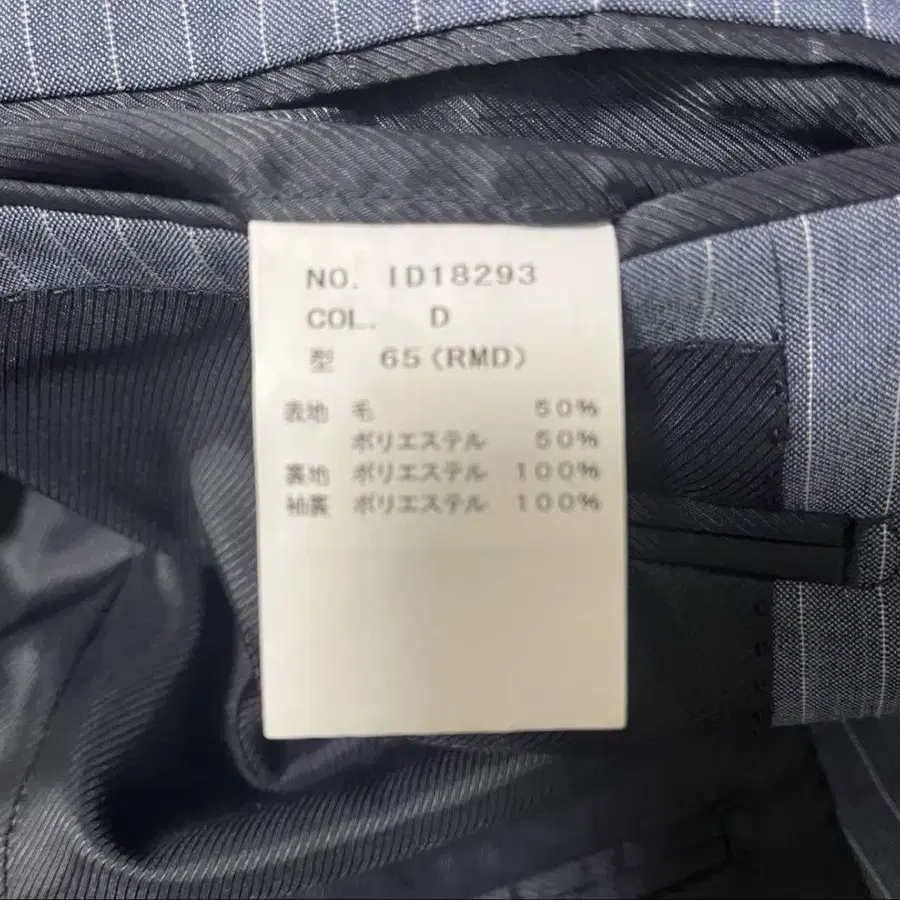 NO. ID18293
COL. D
型 65(RMD)
表地 毛 50%
ポリエステル 50%
裏地 ポリエステル 100%
袖裏 ポリエステル 100%